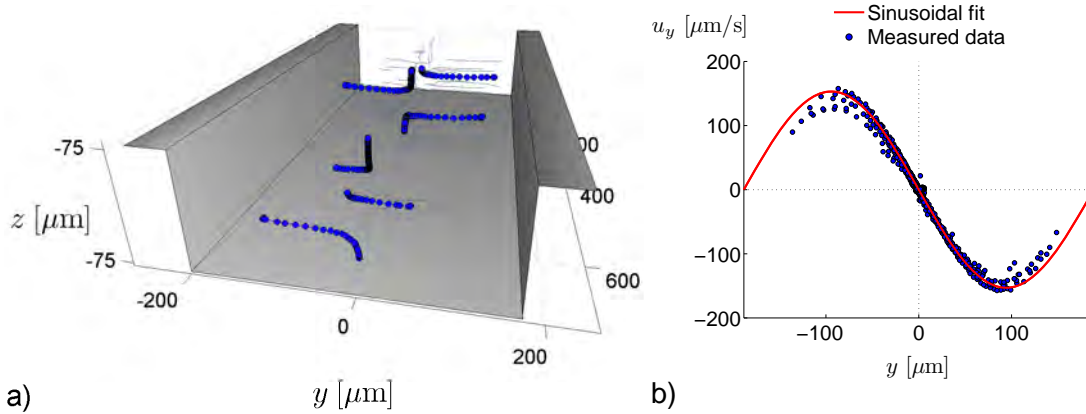 -75
z [μm]
-75
-200
0
200
y [μm]
00
400
600
a)
u_y [μm/s]
Sinusoidal fit
Measured data
200
100
0
−100
−200
−100
0
100
y [μm]
b)